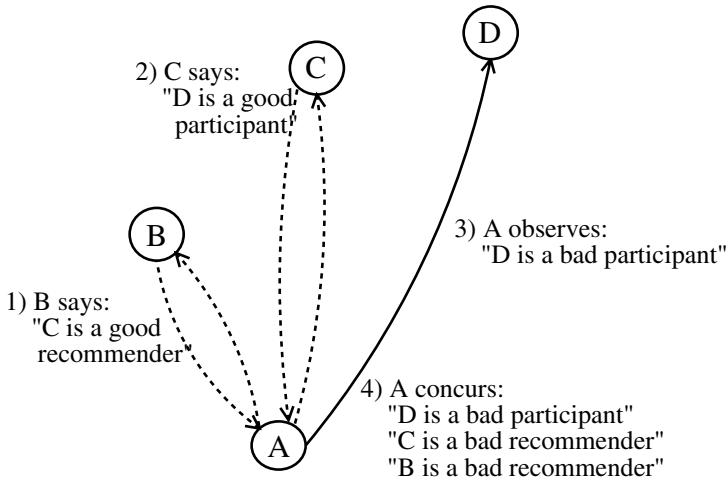 D
C
2) C says:
"D is a good
participant"
B
3) A observes:
"D is a bad participant"
1) B says:
"C is a good
recommender"
4) A concurs:
"D is a bad participant"
"C is a bad recommender"
"B is a bad recommender"
A